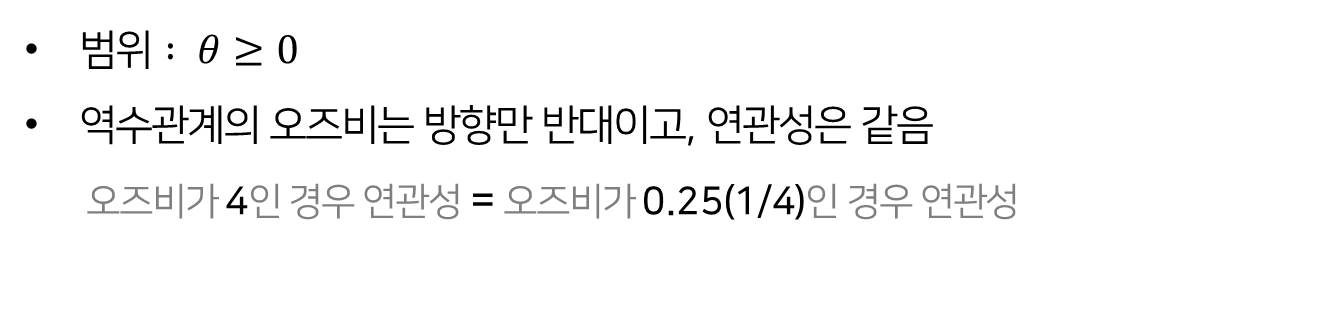 • 범위 : θ ≥ 0
• 역수관계의 오즈비는 방향만 반대이고, 연관성은 같음
오즈비가 4인 경우 연관성 = 오즈비가 0.25(1/4)인 경우 연관성